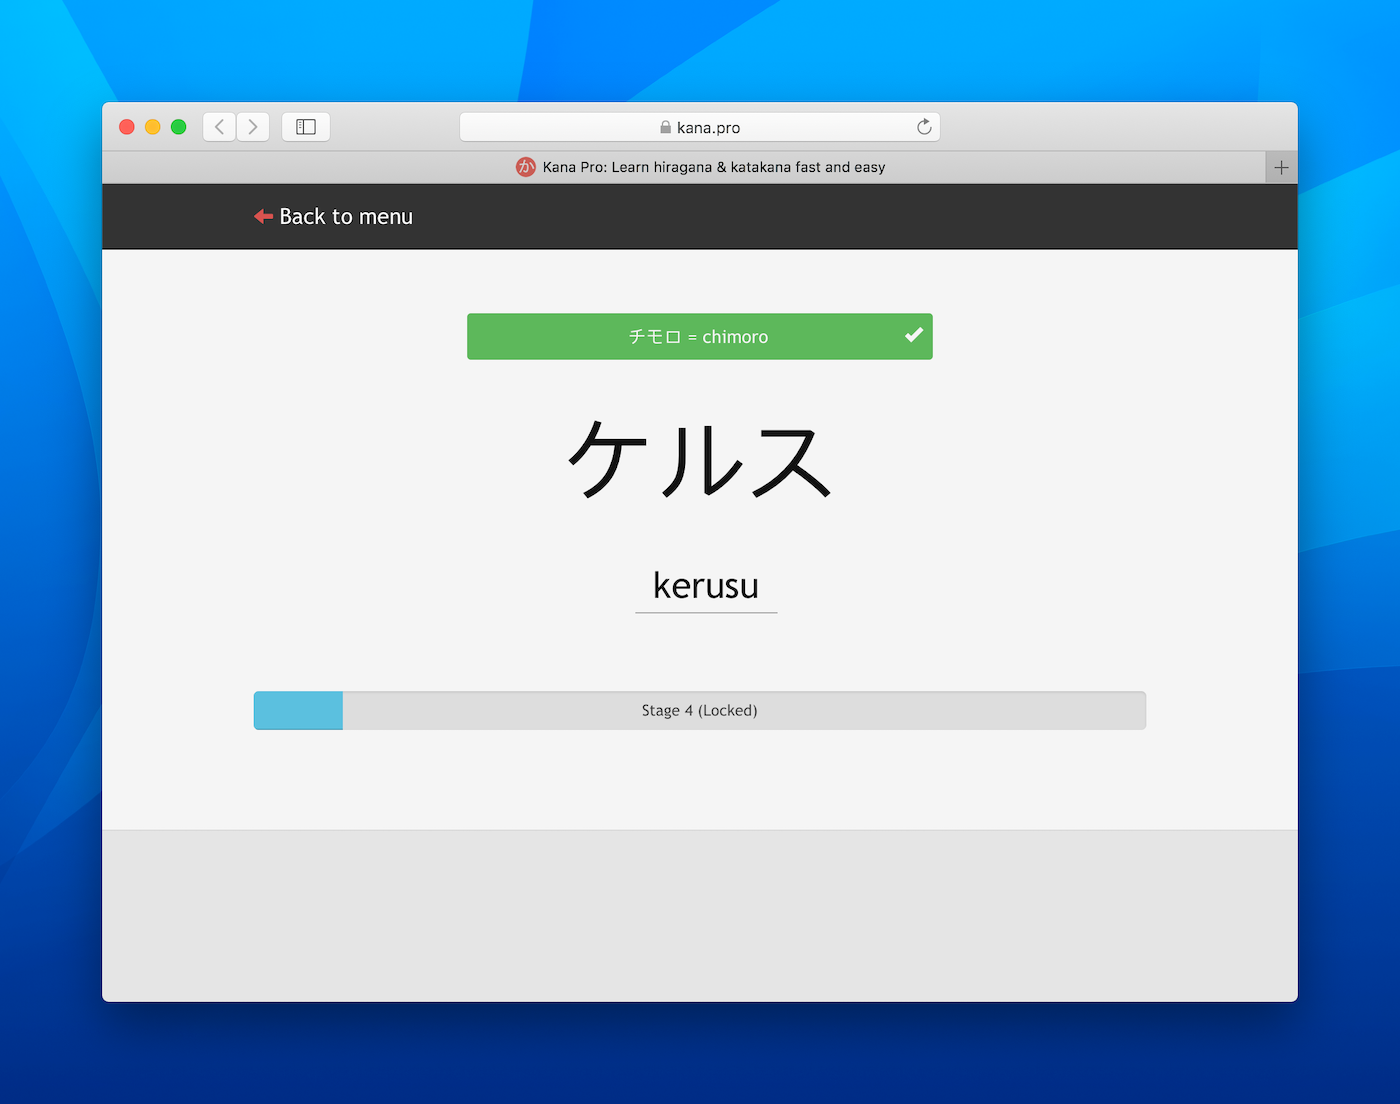 kana.pro
か Kana Pro: Learn hiragana & katakana fast and easy
Back to menu
チモロ = chimoro
ケルス
kerusu
Stage 4 (Locked)